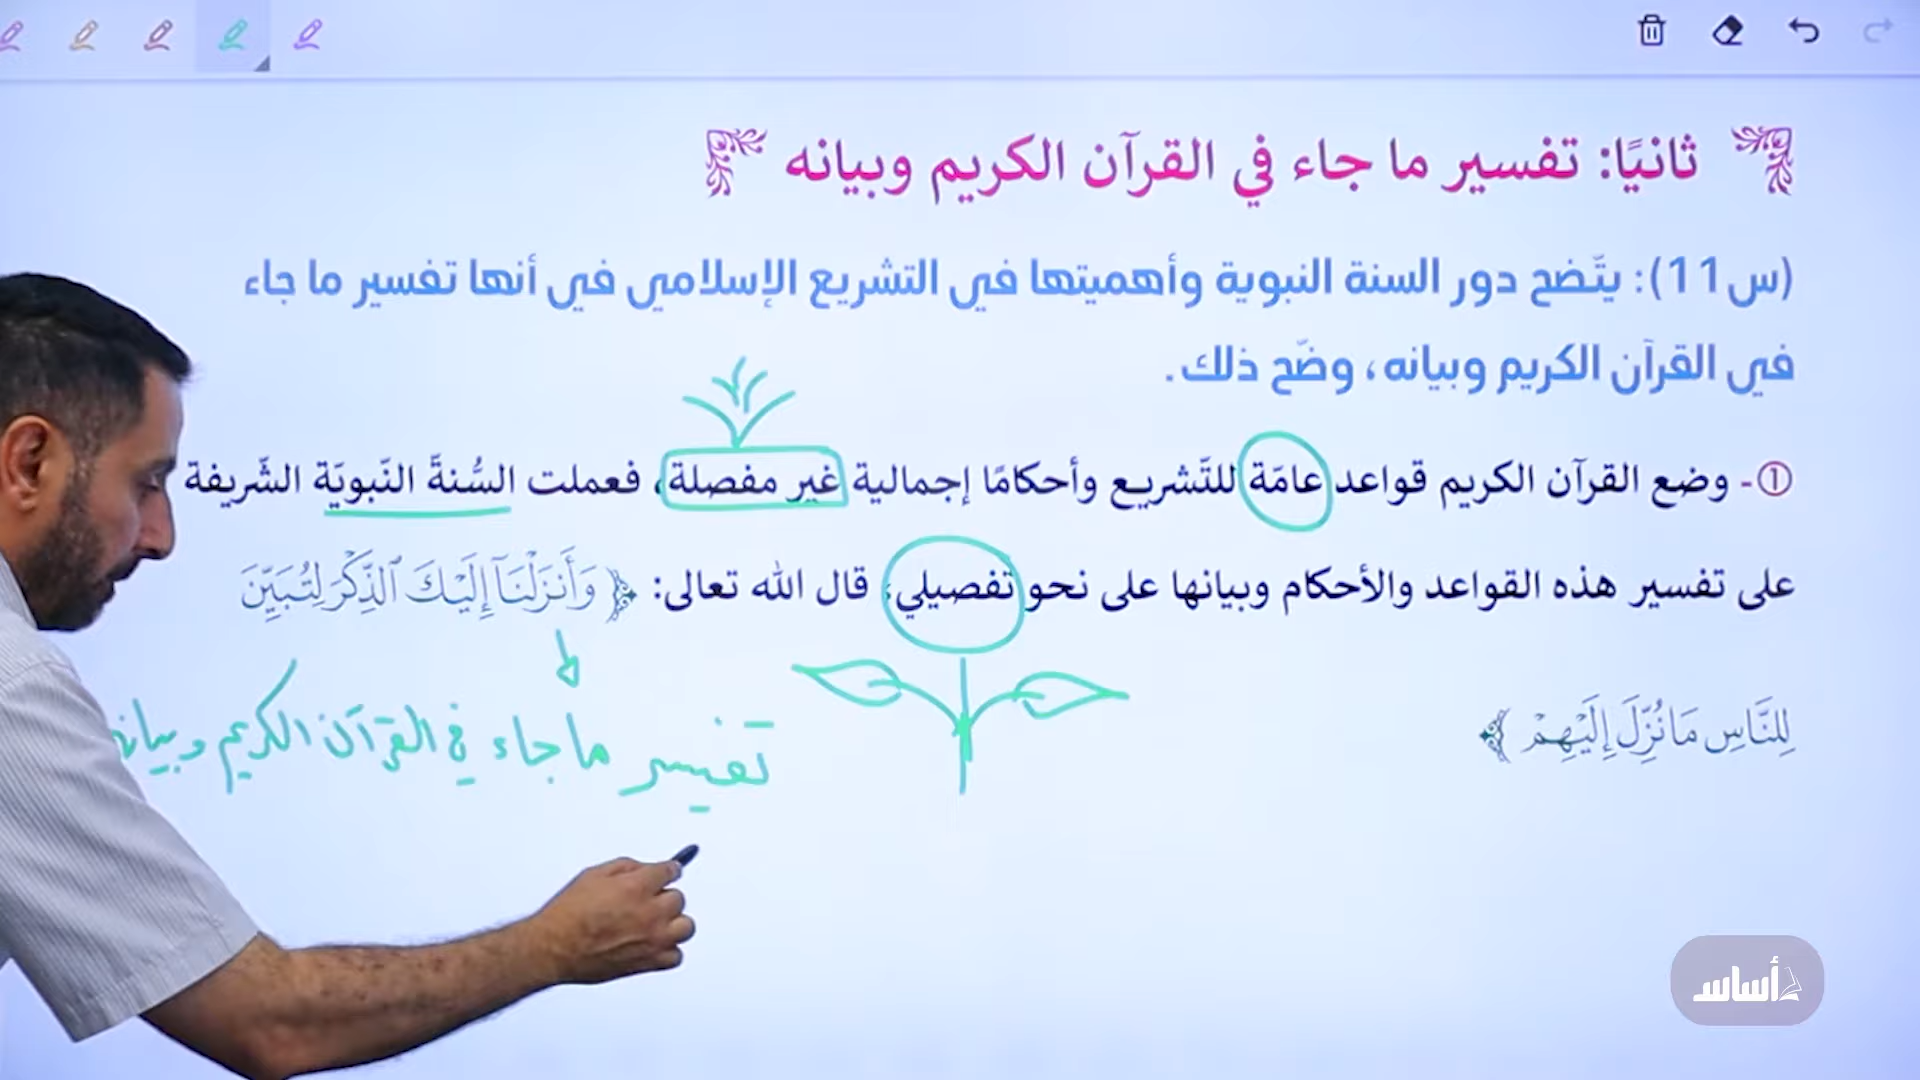 ثانيًا: تفسير ما جاء في القرآن الكريم وبيانه
(س11): يتّضح دور السنة النبوية وأهميتها في التشريع الإسلامي في أنها تفسير ما جاء
في القرآن الكريم وبيانه، وضّح ذلك.
①- وضع القرآن الكريم قواعد عامّة للتّشريع وأحكامًا إجمالية غير مفصلة، فعملت السُّنةّ النّبويّة الشّريفة
على تفسير هذه القواعد والأحكام وبيانها على نحو تفصيلي، قال الله تعالى: ﴿ وَأَنزَلْنَآ إِلَيْكَ ٱلذِّكْرَ لِتُبَيِّنَ
لِلنَّاسِ مَا نُزِّلَ إِلَيْهِمْ ﴾
تفسير ما جاء في القرآن الكريم وبيانه
أساس